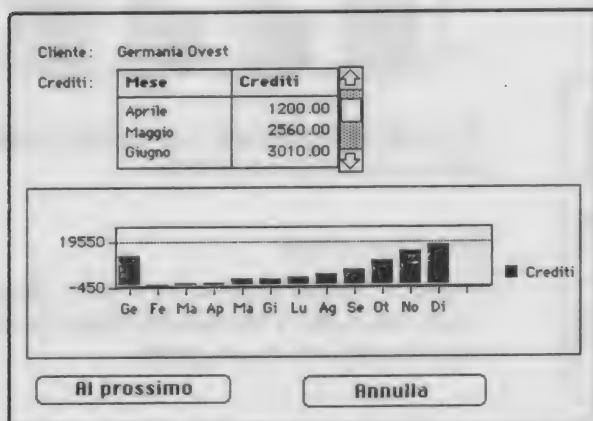 Cliente: Germania Ovest
Crediti:
Mese Crediti
Aprile 1200.00
Maggio 2560.00
Giugno 3010.00
19550
-450
Crediti
Ge Fe Ma Ap Ma Gi Lu Ag Se Ot No Di
Al prossimo Annulla